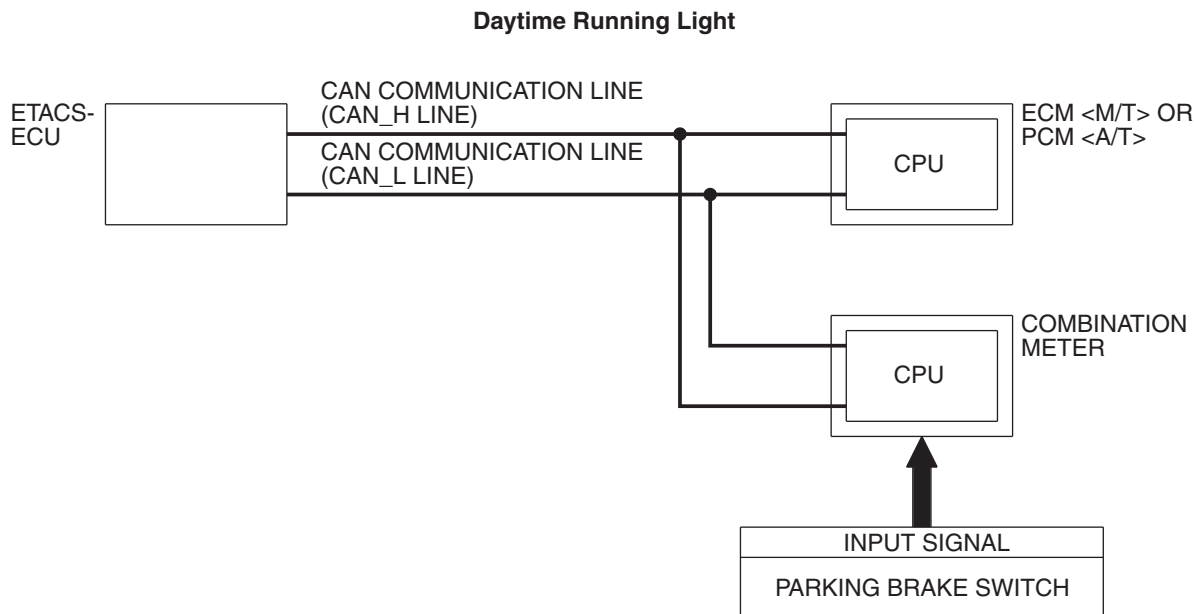 Daytime Running Light
ETACS-
ECU
CAN COMMUNICATION LINE
(CAN_H LINE)
CAN COMMUNICATION LINE
(CAN_L LINE)
CPU
ECM <M/T> OR
PCM <A/T>
CPU
COMBINATION
METER
INPUT SIGNAL
PARKING BRAKE SWITCH